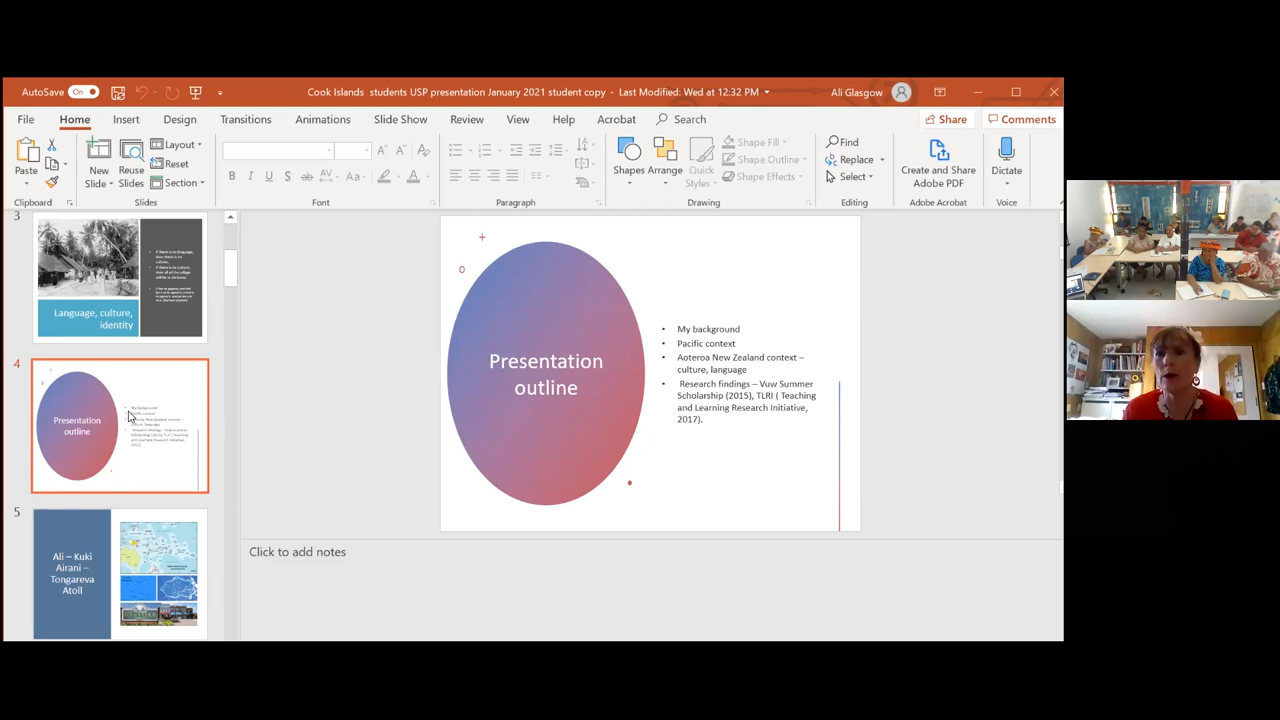 AutoSave On
Cook Islands students USP presentation January 2021 student copy - Last Modified: Wed at 12:32 PM
Ali Glasgow
File Home Insert Design Transitions Animations Slide Show Review View Help Acrobat Search
Share Comments
Paste
New Slide
Reuse Slides
Layout
Reset
Section
B I U S ab AV Aa A
Shapes
Arrange
Quick Styles
Shape Fill
Shape Outline
Shape Effects
Find
Replace
Select
Create and Share Adobe PDF
Dictate
Clipboard Slides Font Paragraph Drawing Editing Adobe Acrobat Voice
3
Language, culture,
identity
4
Presentation
outline
5
Ali – Kuki
Airani –
Tongareva
Atoll
Presentation
outline
• My background
• Pacific context
• Aoteroa New Zealand context –
culture, language
• Research findings – Vuw Summer
Scholarship (2015), TLRI ( Teaching
and Learning Research Initiative,
2017).
Click to add notes